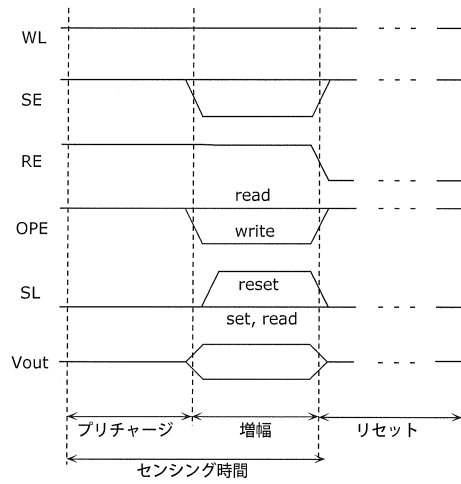 WL
SE
RE
read
OPE
write
SL
reset
set, read
Vout
プリチャージ
増幅
リセット
センシング時間